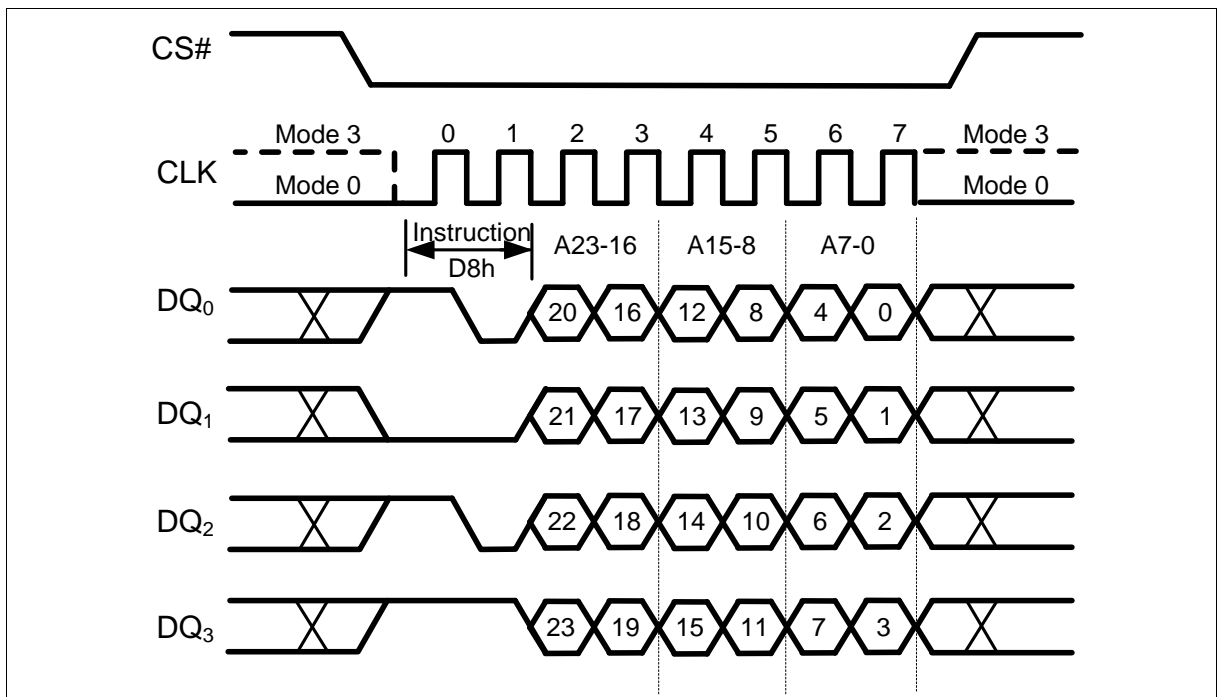 CS#
Mode 3 0 1 2 3 4 5 6 7 Mode 3
CLK
Mode 0 Mode 0
Instruction A23-16 A15-8 A7-0
D8h
DQ0 20 16 12 8 4 0
DQ1 21 17 13 9 5 1
DQ2 22 18 14 10 6 2
DQ3 23 19 15 11 7 3